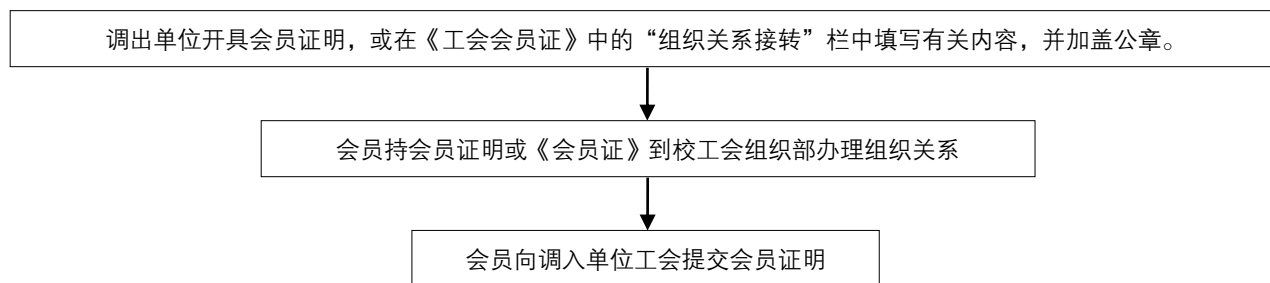 调出单位开具会员证明，或在《工会会员证》中的“组织关系接转”栏中填写有关内容，并加盖公章。
会员持会员证明或《会员证》到校工会组织部办理组织关系
会员向调入单位工会提交会员证明